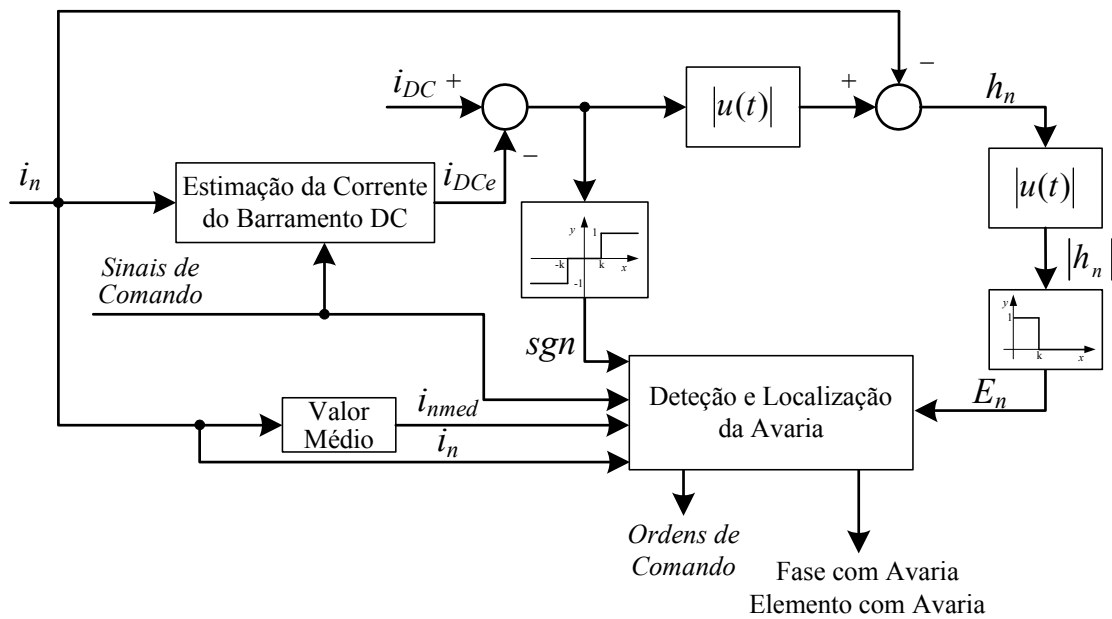 i_DC + −
|u(t)| + h_n
i_n
Estimação da Corrente
do Barramento DC
i_DCe −
|u(t)|
y
1
-k k x
-1
Sinais de
Comando
|h_n|
y
1
k x
sgn
E_n
Valor
Médio
i_nmed
i_n
Deteção e Localização
da Avaria
Ordens de
Comando
Fase com Avaria
Elemento com Avaria